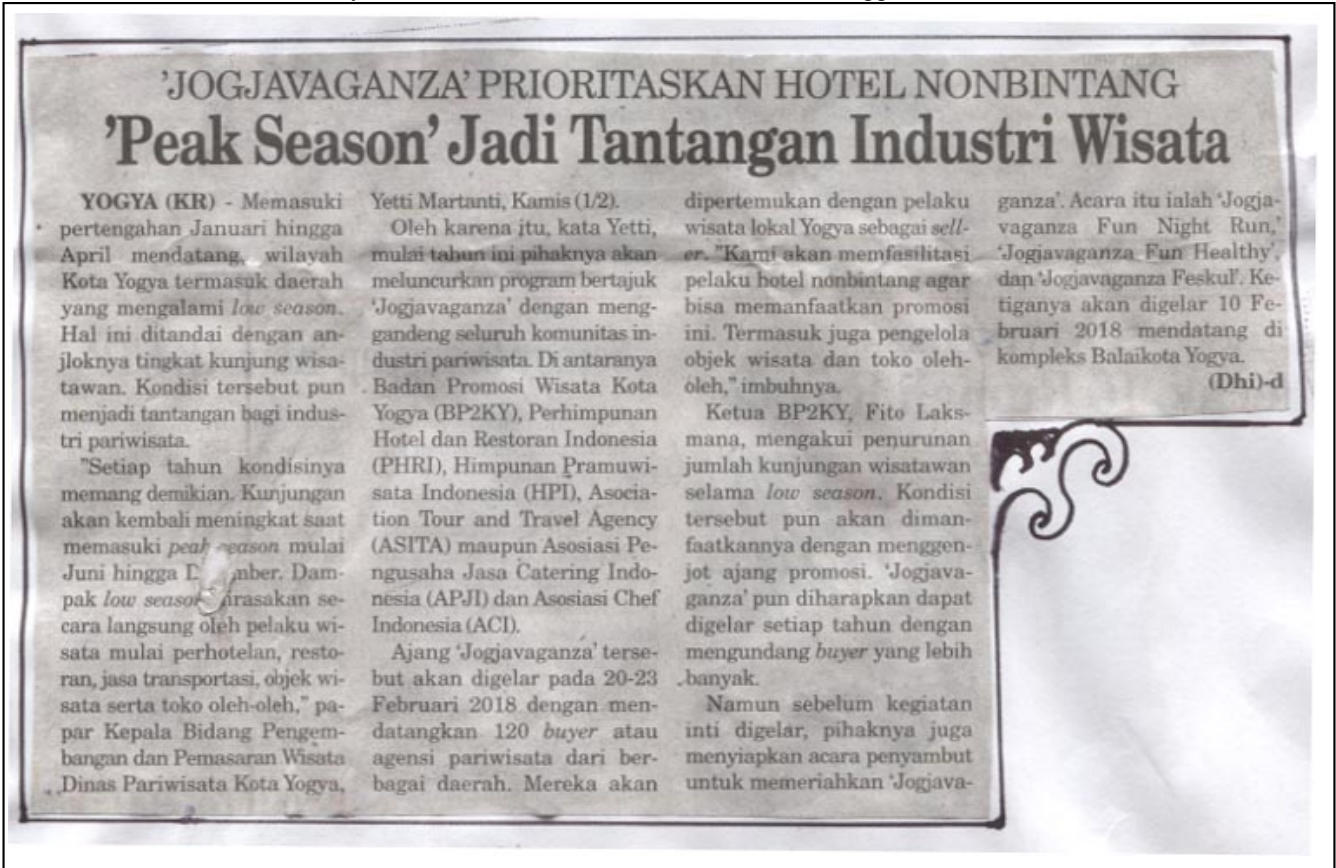 'JOGJAVAGANZA' PRIORITASKAN HOTEL NONBINTANG
'Peak Season' Jadi Tantangan Industri Wisata
YOGYA (KR) - Memasuki
pertengahan Januari hingga
April mendatang, wilayah
Kota Yogya termasuk daerah
yang mengalami low season.
Hal ini ditandai dengan an-
jloknya tingkat kunjung wisa-
tawan. Kondisi tersebut pun
menjadi tantangan bagi indus-
tri pariwisata.
"Setiap tahun kondisinya
memang demikian. Kunjungan
akan kembali meningkat saat
memasuki peak season mulai
Juni hingga
Dam-
pak low season
se-
cara langsung oleh pelaku wi-
sata mulai perhotelan, resto-
ran, jasa transportasi, objek wi-
sata serta toko oleh-oleh," pa-
par Kepala Bidang Pengem-
bangan dan Pemasaran Wisata
Dinas Pariwisata Kota Yogya,
Yetti Martanti, Kamis (1/2).
Oleh karena itu, kata Yetti,
mulai tahun ini pihaknya akan
meluncurkan program bertajuk
'Jogjavaganza' dengan meng-
gandeng seluruh komunitas in-
dustri pariwisata. Di antaranya
Badan Promosi Wisata Kota
Yogya (BP2KY), Perhimpunan
Hotel dan Restoran Indonesia
(PHRI), Himpunan Pramuwi-
sata Indonesia (HPI), Asocia-
tion Tour and Travel Agency
(ASITA) maupun Asosiasi Pe-
ngusaha Jasa Catering Indo-
nesia (APJI) dan Asosiasi Chef
Indonesia (ACI).
Ajang 'Jogjavaganza' terse-
but akan digelar pada 20-23
Februari 2018 dengan men-
datangkan 120 buyer atau
agensi pariwisata dari ber-
bagai daerah. Mereka akan
dipertemukan dengan pelaku
wisata lokal Yogya sebagai sell-
er. "Kami akan memfasilitasi
pelaku hotel nonbintang agar
bisa memanfaatkan promosi
ini. Termasuk juga pengelola
objek wisata dan toko oleh-
oleh," imbuhnya.
Ketua BP2KY, Fito Laks-
mana, mengakui penurunan
jumlah kunjungan wisatawan
selama low season. Kondisi
tersebut pun akan diman-
faatkannya dengan menggen-
jot ajang promosi. 'Jogjava-
ganza' pun diharapkan dapat
digelar setiap tahun dengan
mengundang buyer yang lebih
banyak.
Namun sebelum kegiatan
inti digelar, pihaknya juga
menyiapkan acara penyambut
untuk memeriahkan 'Jogjava-
ganza'. Acara itu ialah 'Jogja-
vaganza Fun Night Run,'
'Jogjavaganza Fun Healthy',
dan 'Jogjavaganza Feskul'. Ke-
tiganya akan digelar 10 Fe-
bruari 2018 mendatang di
kompleks Balaikota Yogya.
(Dhi)-d